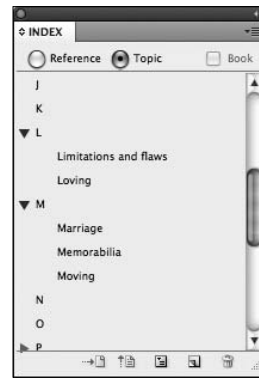 INDEX
Reference Topic Book
J
K
L
Limitations and flaws
Loving
M
Marriage
Memorabilia
Moving
N
O
P